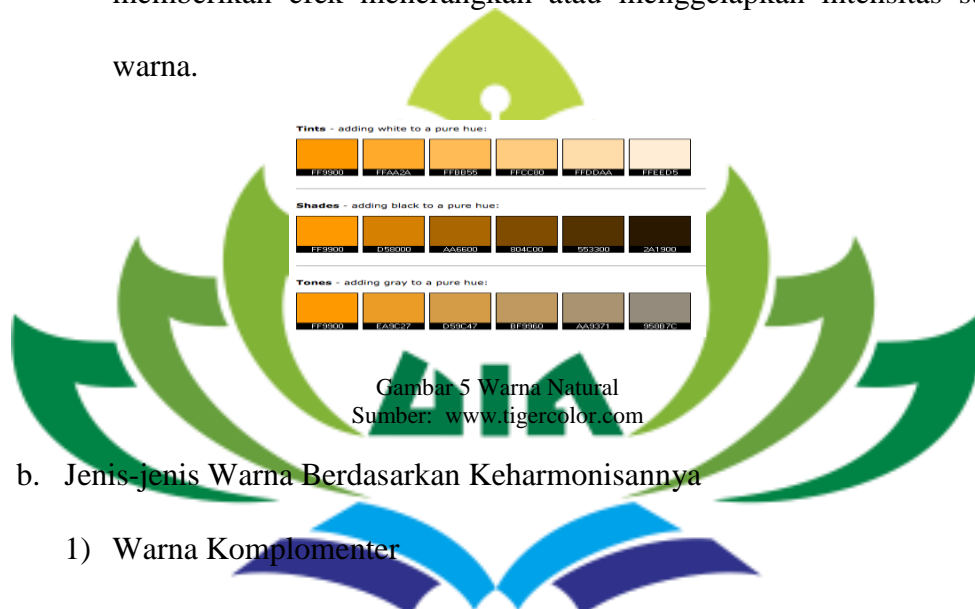 memberikan efek menerangkan atau menggelapkan intensitas
warna.
Tints - adding white to a pure hue:
FF9900 FFAA2A FFBB55 FFCC80 FFDDAA FFEED5
Shades - adding black to a pure hue:
FF9900 D58000 AA6600 804C00 553300 2A1900
Tones - adding gray to a pure hue:
FF9900 EA9C27 D59C47 BF9960 AA9371 958B7C
Gambar 5 Warna Natural
Sumber: www.tigercolor.com
b. Jenis-jenis Warna Berdasarkan Keharmonisannya
1) Warna Komplomenter